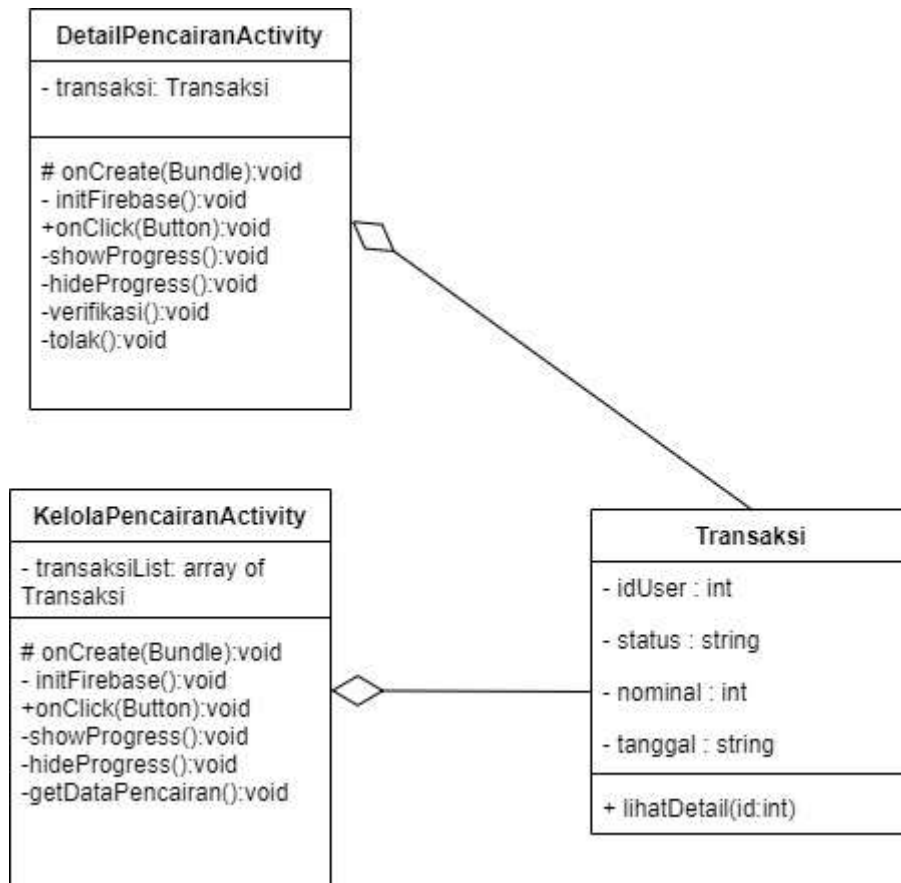 DetailPencairanActivity
- transaksi: Transaksi
# onCreate(Bundle):void
- initFirebase():void
+onClick(Button):void
-showProgress():void
-hideProgress():void
-verifikasi():void
-tolak():void
KelolaPencairanActivity
- transaksiList: array of
Transaksi
# onCreate(Bundle):void
- initFirebase():void
+onClick(Button):void
-showProgress():void
-hideProgress():void
-getDataPencairan():void
Transaksi
- idUser : int
- status : string
- nominal : int
- tanggal : string
+ lihatDetail(id:int)